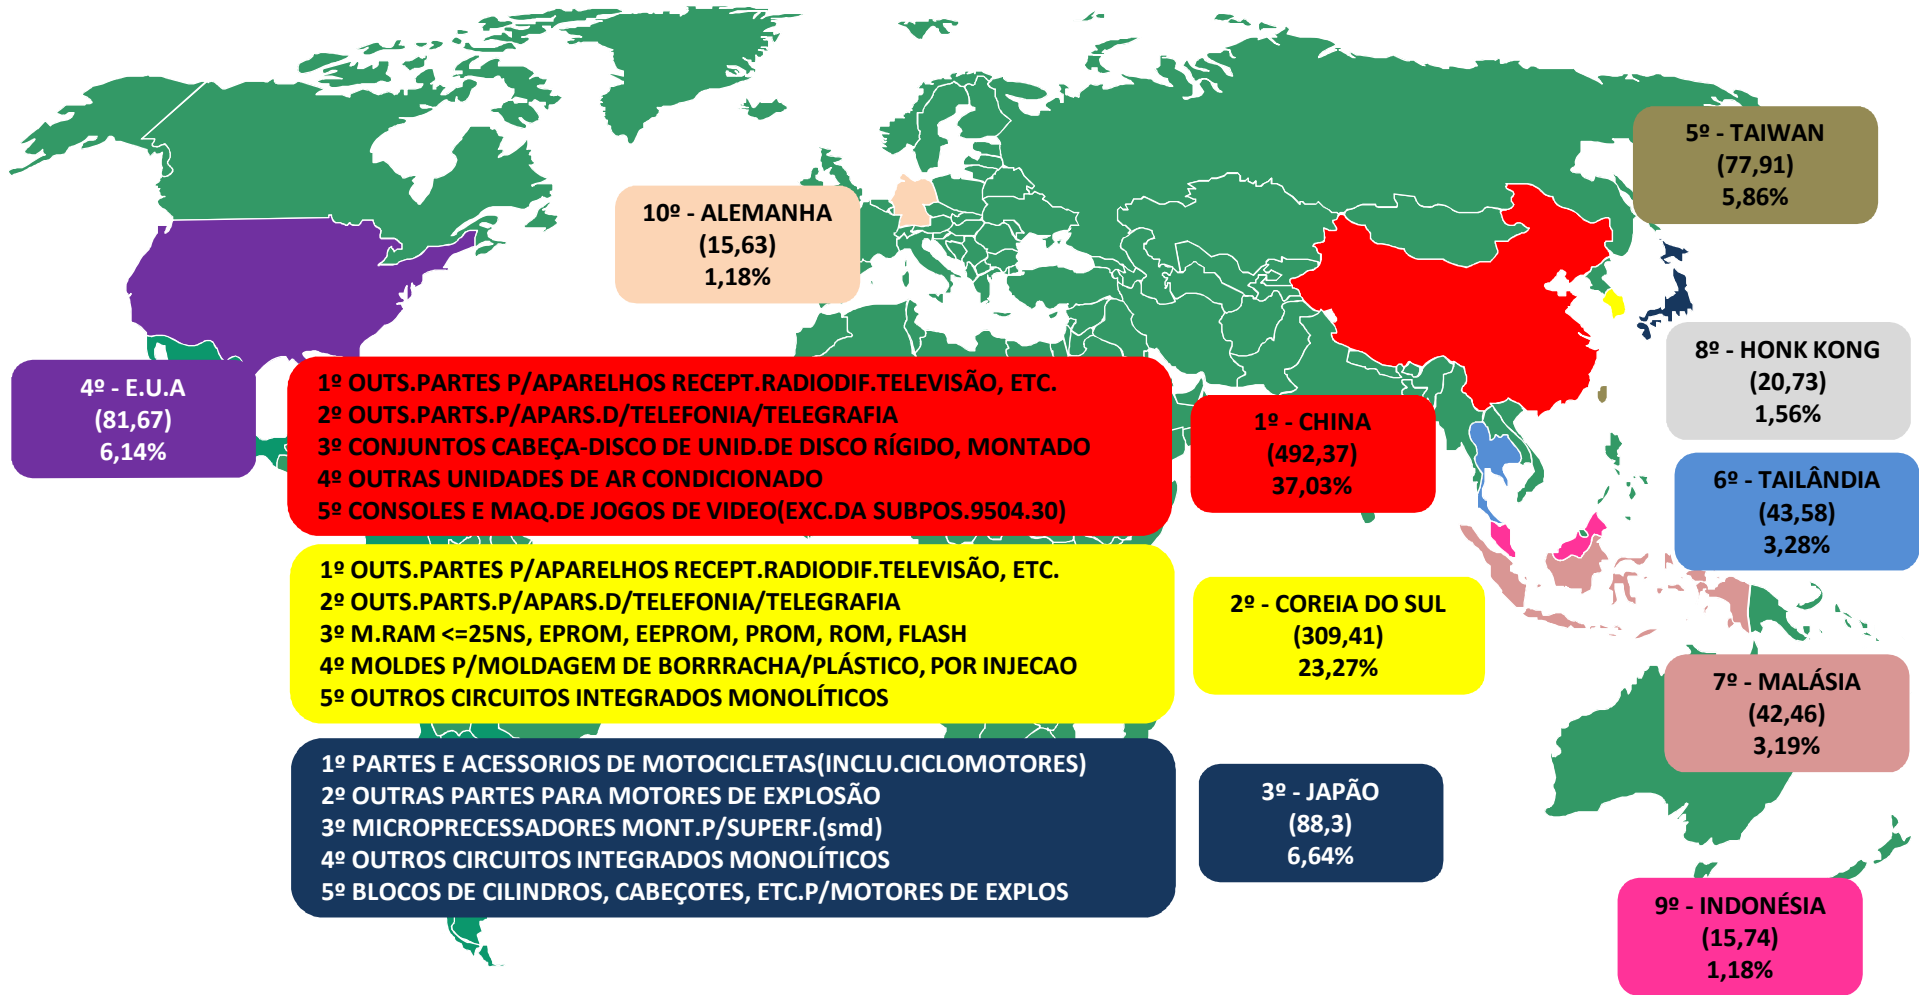 5º - TAIWAN
(77,91)
5,86%
10º - ALEMANHA
(15,63)
1,18%
8º - HONK KONG
(20,73)
1,56%
4º - E.U.A
(81,67)
6,14%
1º OUTS.PARTES P/APARELHOS RECEPT.RADIODIF.TELEVISÃO, ETC.
2º OUTS.PARTS.P/APARS.D/TELEFONIA/TELEGRAFIA
3º CONJUNTOS CABEÇA-DISCO DE UNID.DE DISCO RÍGIDO, MONTADO
4º OUTRAS UNIDADES DE AR CONDICIONADO
5º CONSOLES E MAQ.DE JOGOS DE VIDEO(EXC.DA SUBPOS.9504.30)
1º - CHINA
(492,37)
37,03%
6º - TAILÂNDIA
(43,58)
3,28%
1º OUTS.PARTES P/APARELHOS RECEPT.RADIODIF.TELEVISÃO, ETC.
2º OUTS.PARTS.P/APARS.D/TELEFONIA/TELEGRAFIA
3º M.RAM <=25NS, EPROM, EEPROM, PROM, ROM, FLASH
4º MOLDES P/MOLDAGEM DE BORRRACHA/PLÁSTICO, POR INJECAO
5º OUTROS CIRCUITOS INTEGRADOS MONOLÍTICOS
2º - COREIA DO SUL
(309,41)
23,27%
7º - MALÁSIA
(42,46)
3,19%
1º PARTES E ACESSORIOS DE MOTOCICLETAS(INCLU.CICLOMOTORES)
2º OUTRAS PARTES PARA MOTORES DE EXPLOSÃO
3º MICROPRECESSADORES MONT.P/SUPERF.(smd)
4º OUTROS CIRCUITOS INTEGRADOS MONOLÍTICOS
5º BLOCOS DE CILINDROS, CABEÇOTES, ETC.P/MOTORES DE EXPLOS
3º - JAPÃO
(88,3)
6,64%
9º - INDONÉSIA
(15,74)
1,18%